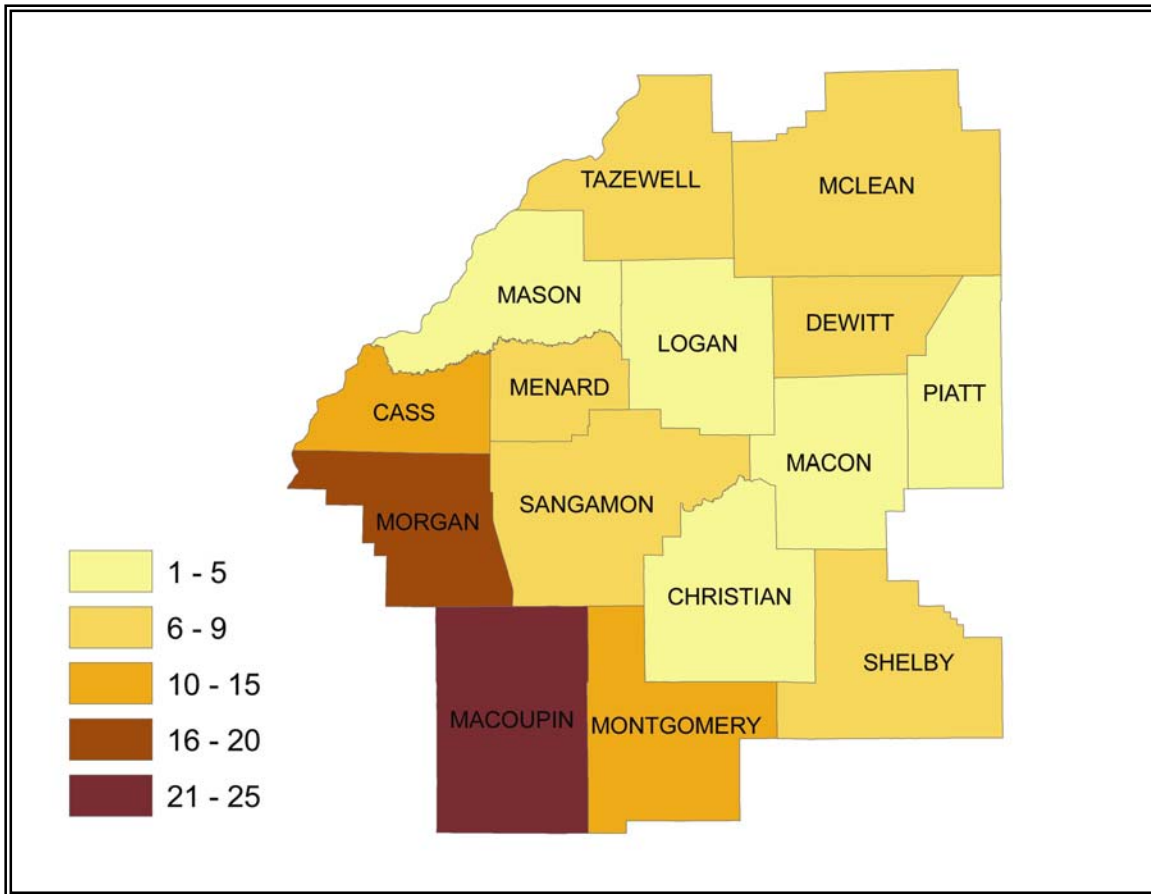 TAZEWELL
MCLEAN
MASON
DEWITT
LOGAN
MENARD
PIATT
CASS
MACON
SANGAMON
MORGAN
CHRISTIAN
SHELBY
MACOUPIN
MONTGOMERY
1 - 5
6 - 9
10 - 15
16 - 20
21 - 25